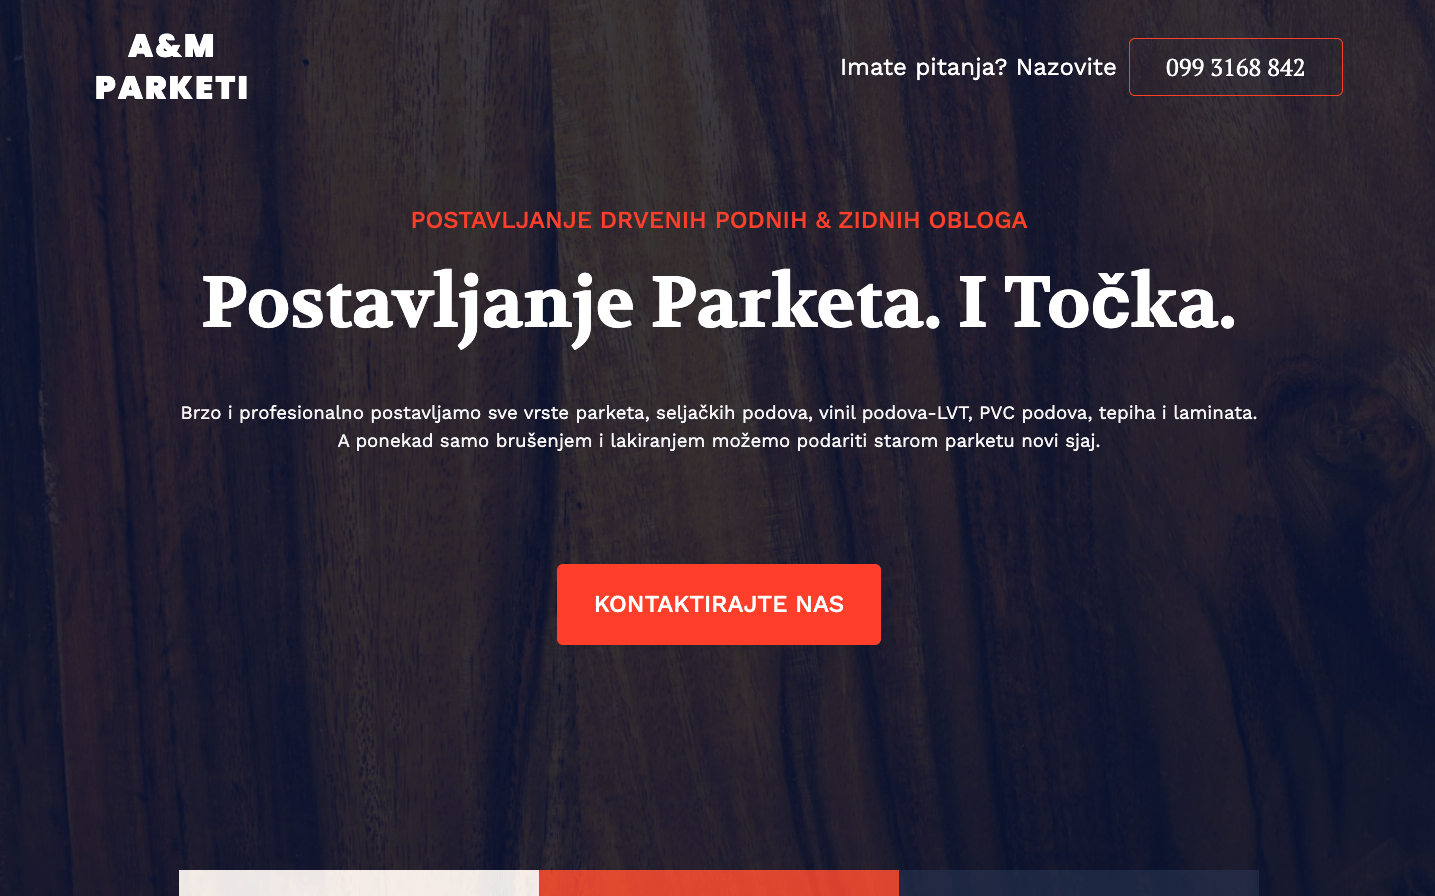 A&M
PARKETI
Imate pitanja? Nazovite
099 3168 842
POSTAVLJANJE DRVENIH PODNIH & ZIDNIH OBLOGA
Postavljanje Parketa. I Točka.
Brzo i profesionalno postavljamo sve vrste parketa, seljačkih podova, vinil podova-LVT, PVC podova, tepiha i laminata.
A ponekad samo brušenjem i lakiranjem možemo podariti starom parketu novi sjaj.
KONTAKTIRAJTE NAS